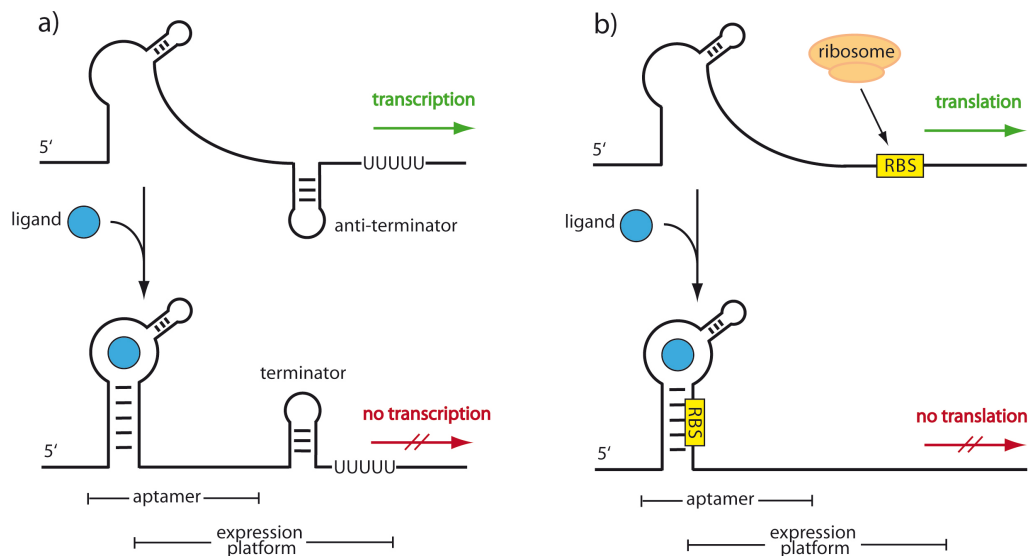 a)
transcription
5'
UUUUU
ligand
anti-terminator
terminator
no transcription
5'
UUUUU
aptamer
expression
platform
b)
ribosome
translation
5'
RBS
ligand
RBS
no translation
5'
aptamer
expression
platform